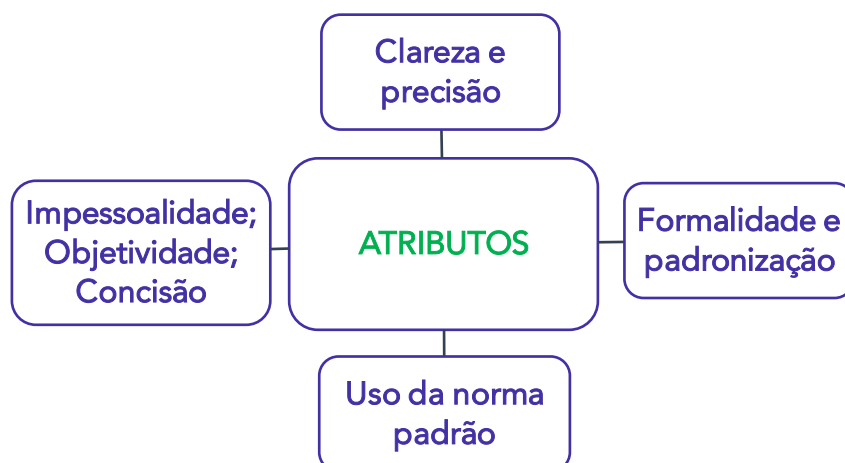 Clareza e
precisão
Impessoalidade;
Objetividade;
Concisão
ATRIBUTOS
Formalidade e
padronização
Uso da norma
padrão